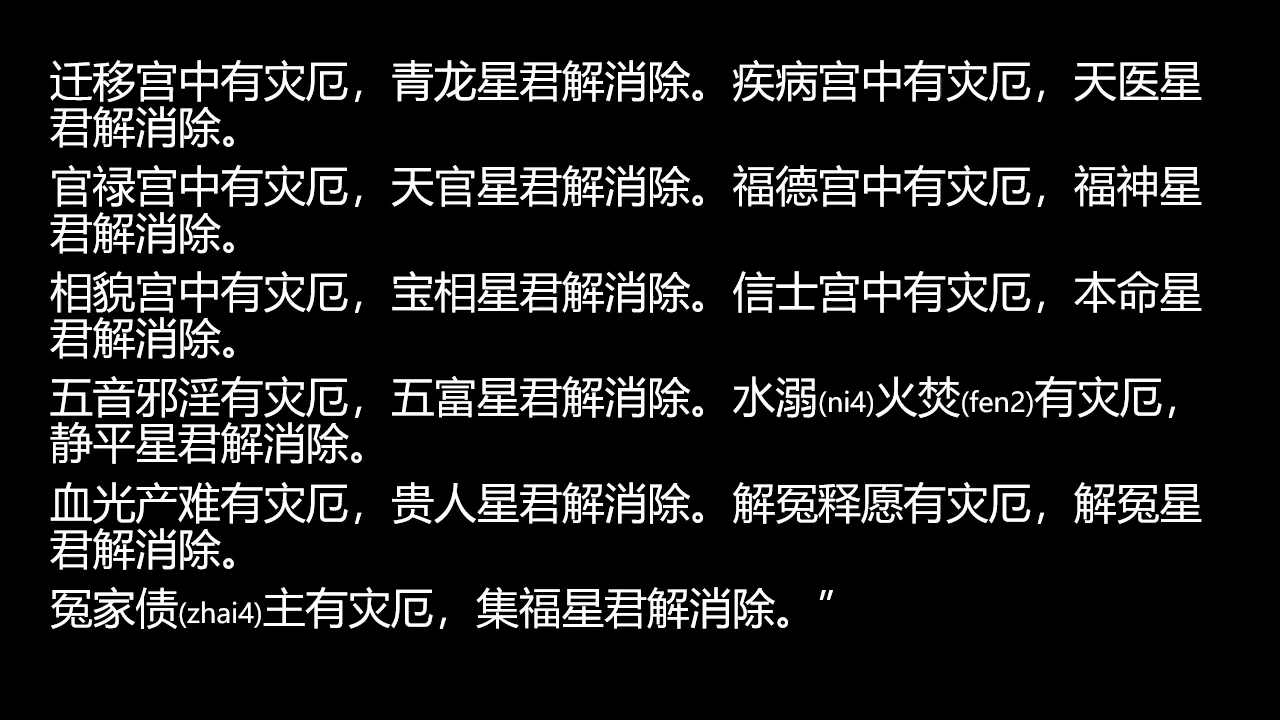 迁移宫中有灾厄，青龙星君解消除。疾病宫中有灾厄，天医星
君解消除。
官禄宫中有灾厄，天官星君解消除。福德宫中有灾厄，福神星
君解消除。
相貌宫中有灾厄，宝相星君解消除。信士宫中有灾厄，本命星
君解消除。
五音邪淫有灾厄，五富星君解消除。水溺(ni4)火焚(fen2)有灾厄，
静平星君解消除。
血光产难有灾厄，贵人星君解消除。解冤释愿有灾厄，解冤星
君解消除。
冤家债(zhai4)主有灾厄，集福星君解消除。”